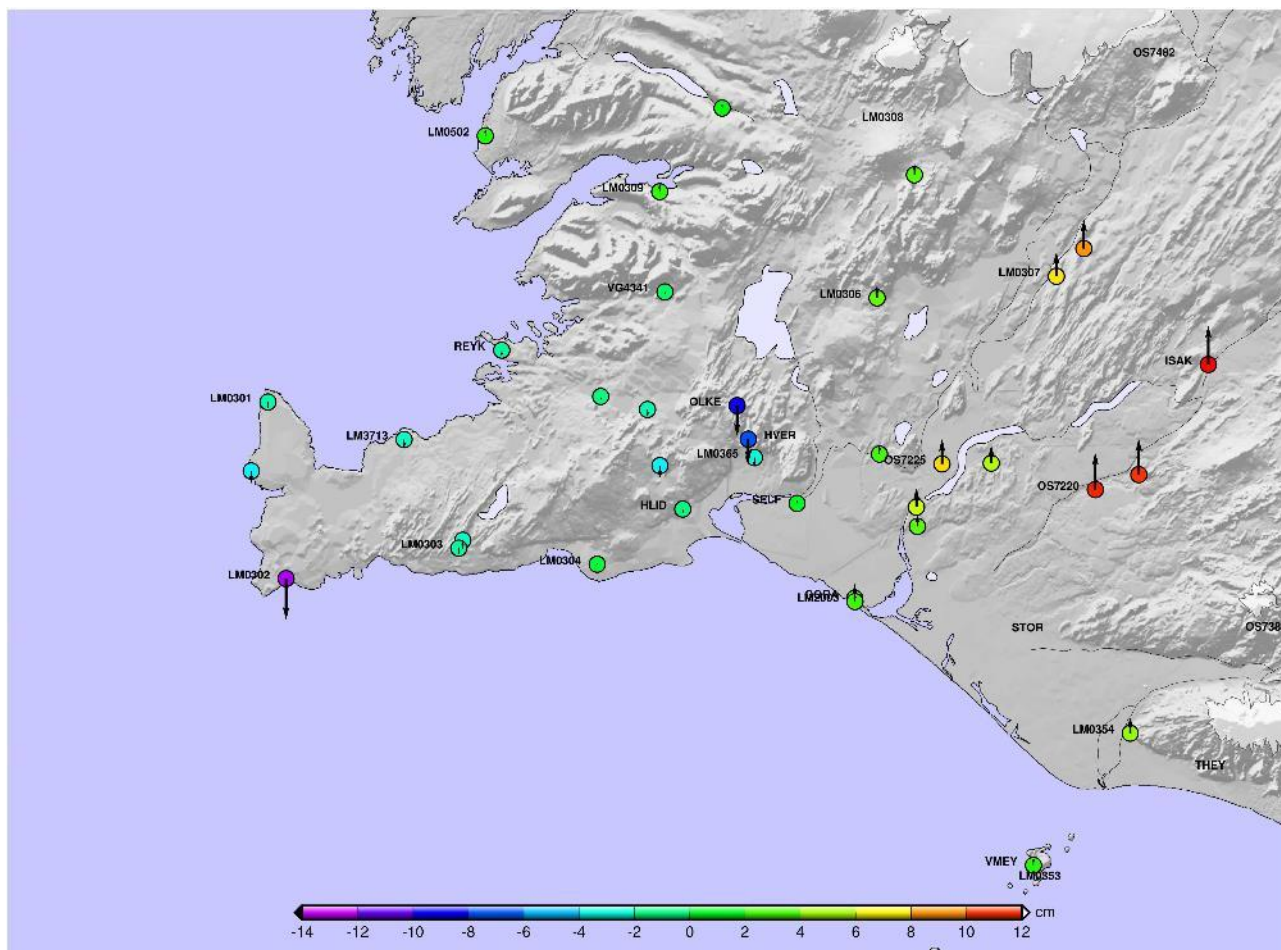 OS7482
LM0308
LM0502
LM0309
LM0307
VG4341
LM0306
REYK
ISAK
LM0301
OLKE
LM3713
HVER
LM0365
OS7225
OS7220
SELF
HLID
LM0303
LM0304
LM0302
LM2003
STOR
OS738
LM0354
THEY
VMEY
LM0353
-14 -12 -10 -8 -6 -4 -2 0 2 4 6 8 10 12 cm